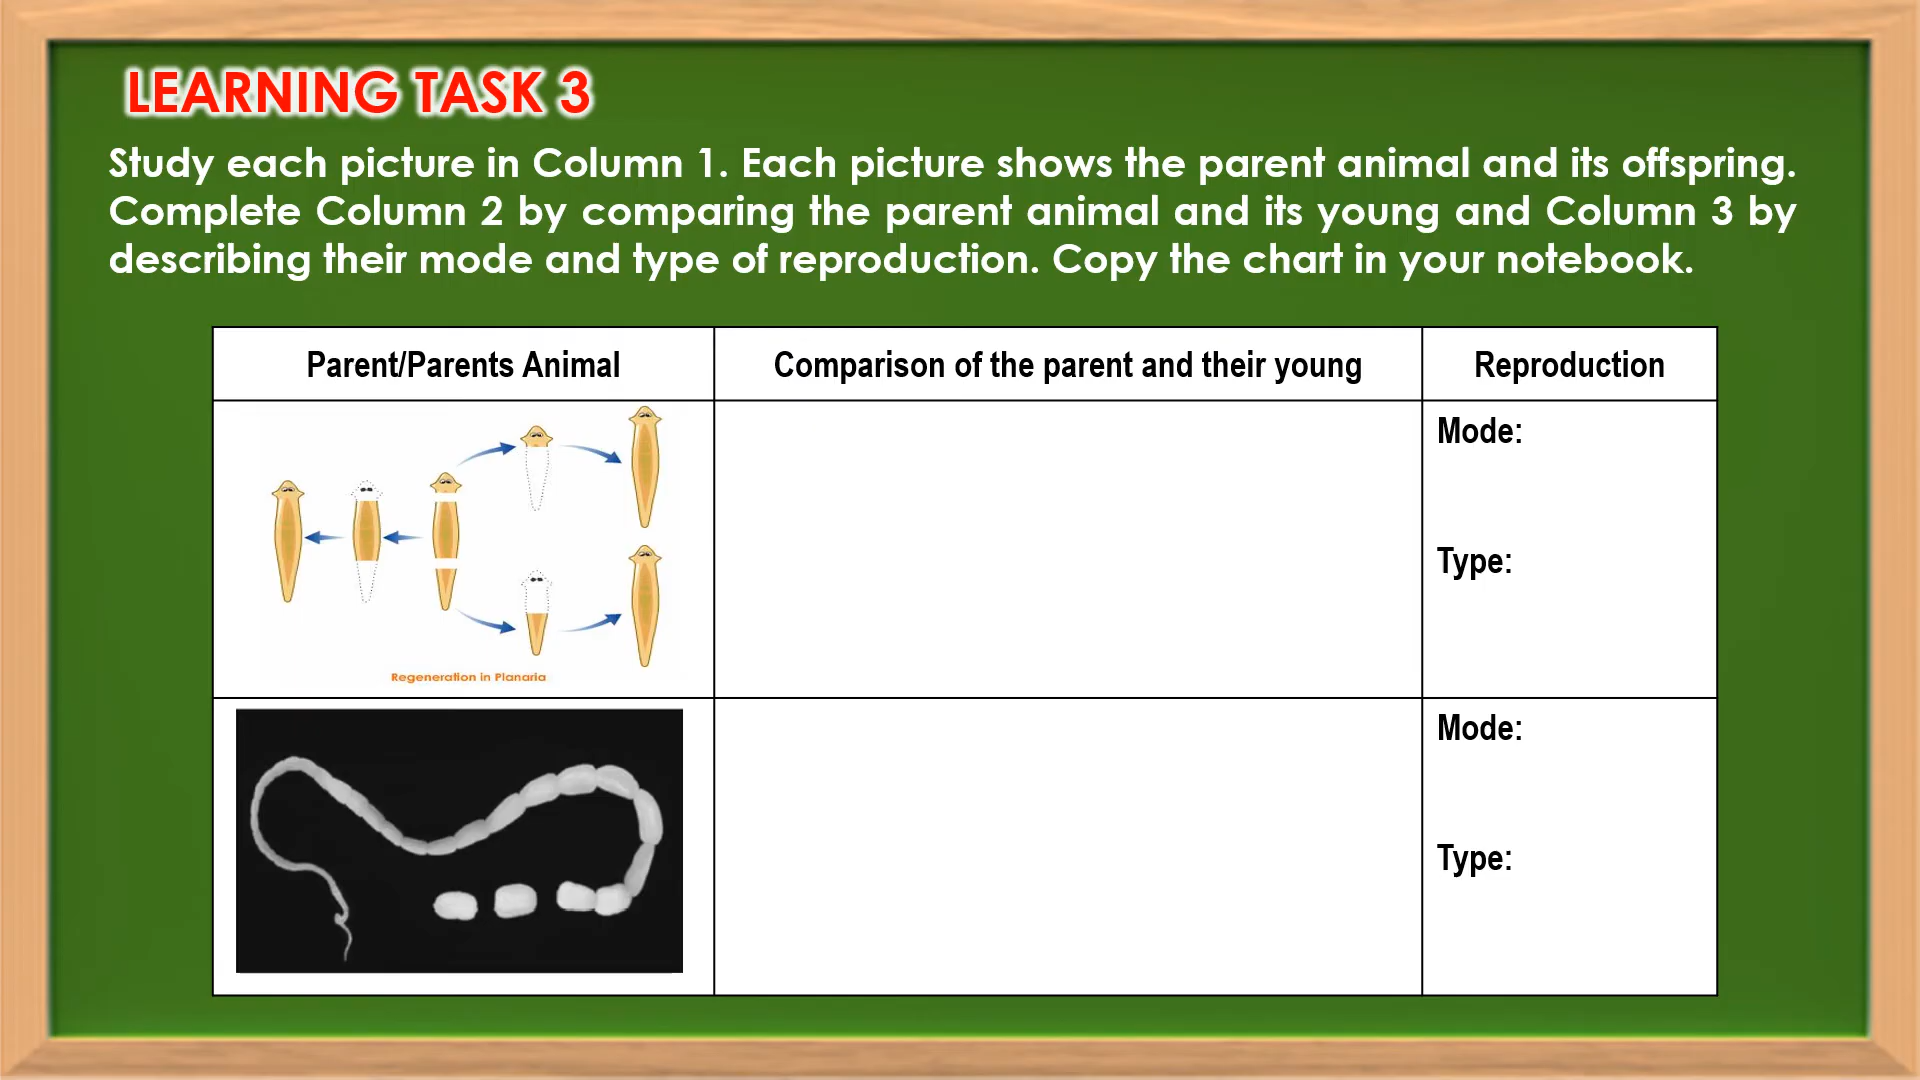 LEARNING TASK 3
Study each picture in Column 1. Each picture shows the parent animal and its offspring.
Complete Column 2 by comparing the parent animal and its young and Column 3 by
describing their mode and type of reproduction. Copy the chart in your notebook.
Parent/Parents Animal
Comparison of the parent and their young
Reproduction
Regeneration in Planaria
Mode:
Type:
Mode:
Type: